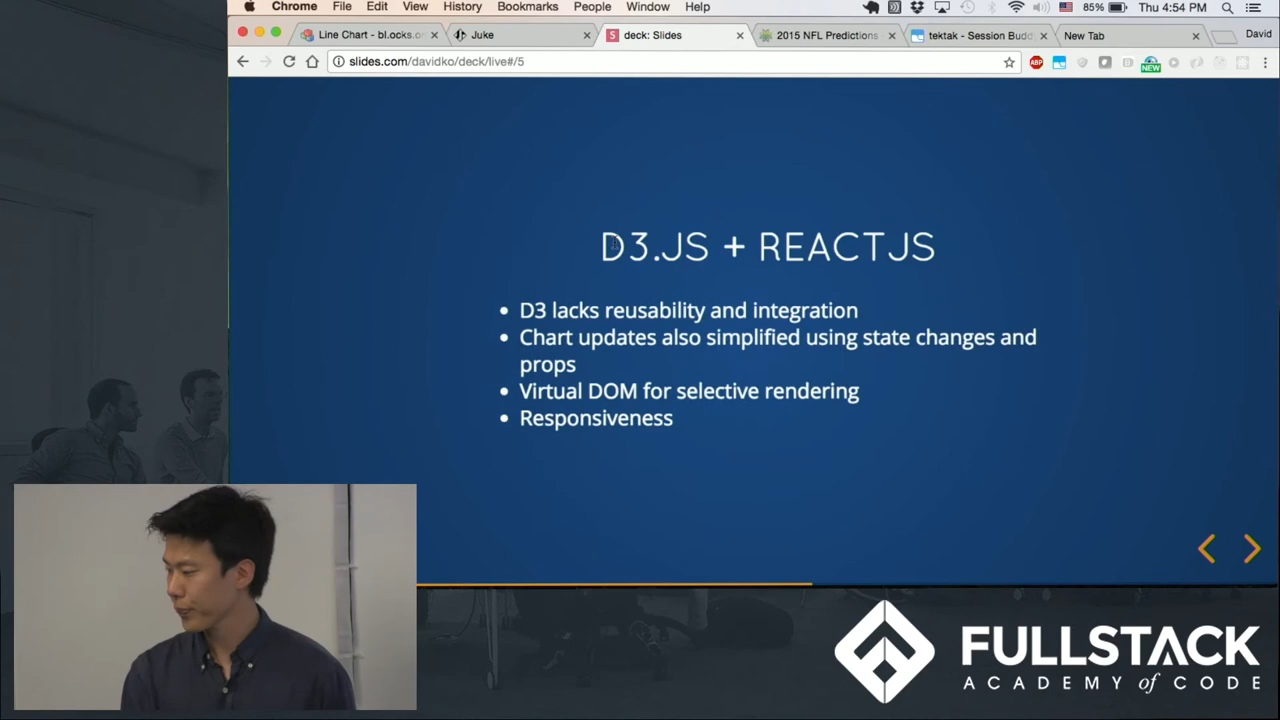 Chrome File Edit View History Bookmarks People Window Help 85% Thu 4:54 PM
Line Chart - bl.ocks.or
Juke
S deck: Slides
2015 NFL Predictions
tektak - Session Budd
New Tab
David
slides.com/davidko/deck/live#/5
ABP
NEW
D3.JS + REACTJS
• D3 lacks reusability and integration
• Chart updates also simplified using state changes and
props
• Virtual DOM for selective rendering
• Responsiveness
FULLSTACK
ACADEMY of CODE